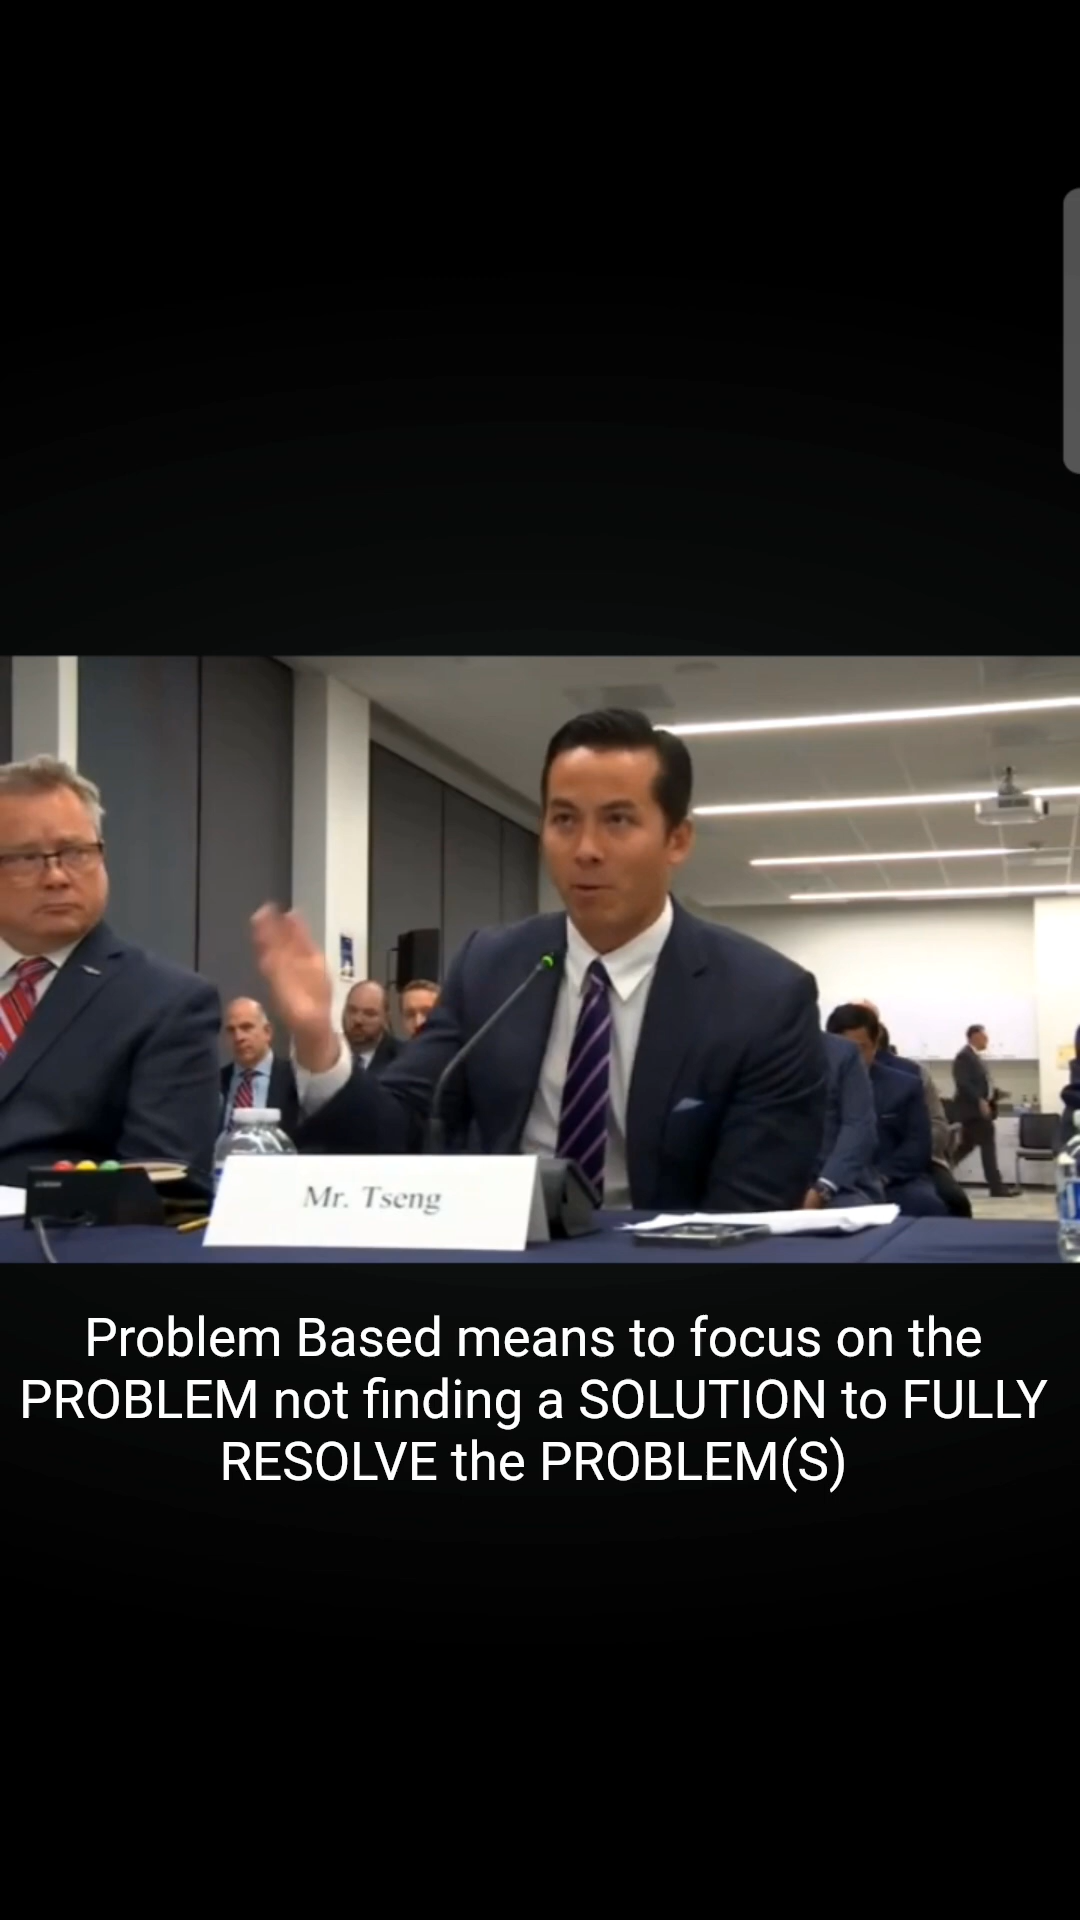 Mr. Tseng
Problem Based means to focus on the
PROBLEM not finding a SOLUTION to FULLY
RESOLVE the PROBLEM(S)